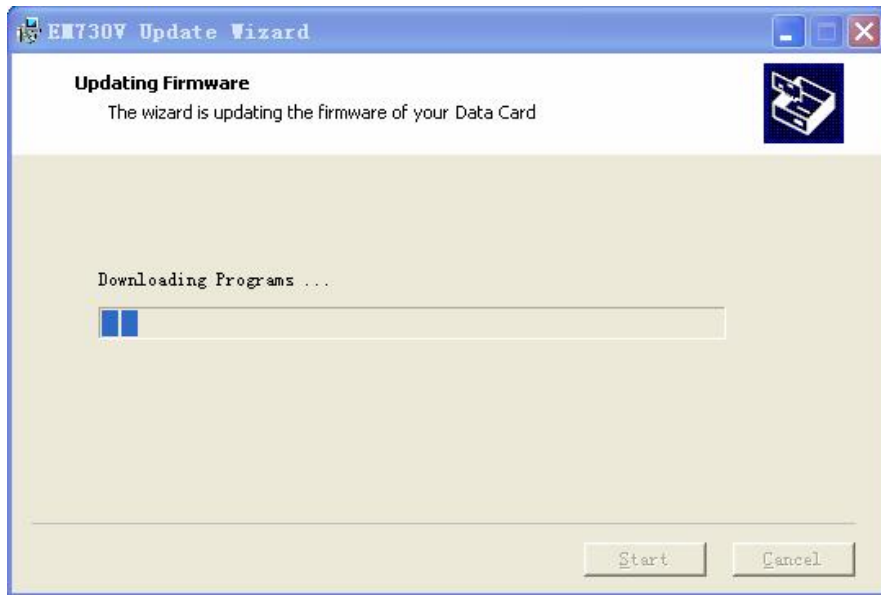 EM730V Update Wizard
Updating Firmware
The wizard is updating the firmware of your Data Card
Downloading Programs ...
Start
Cancel